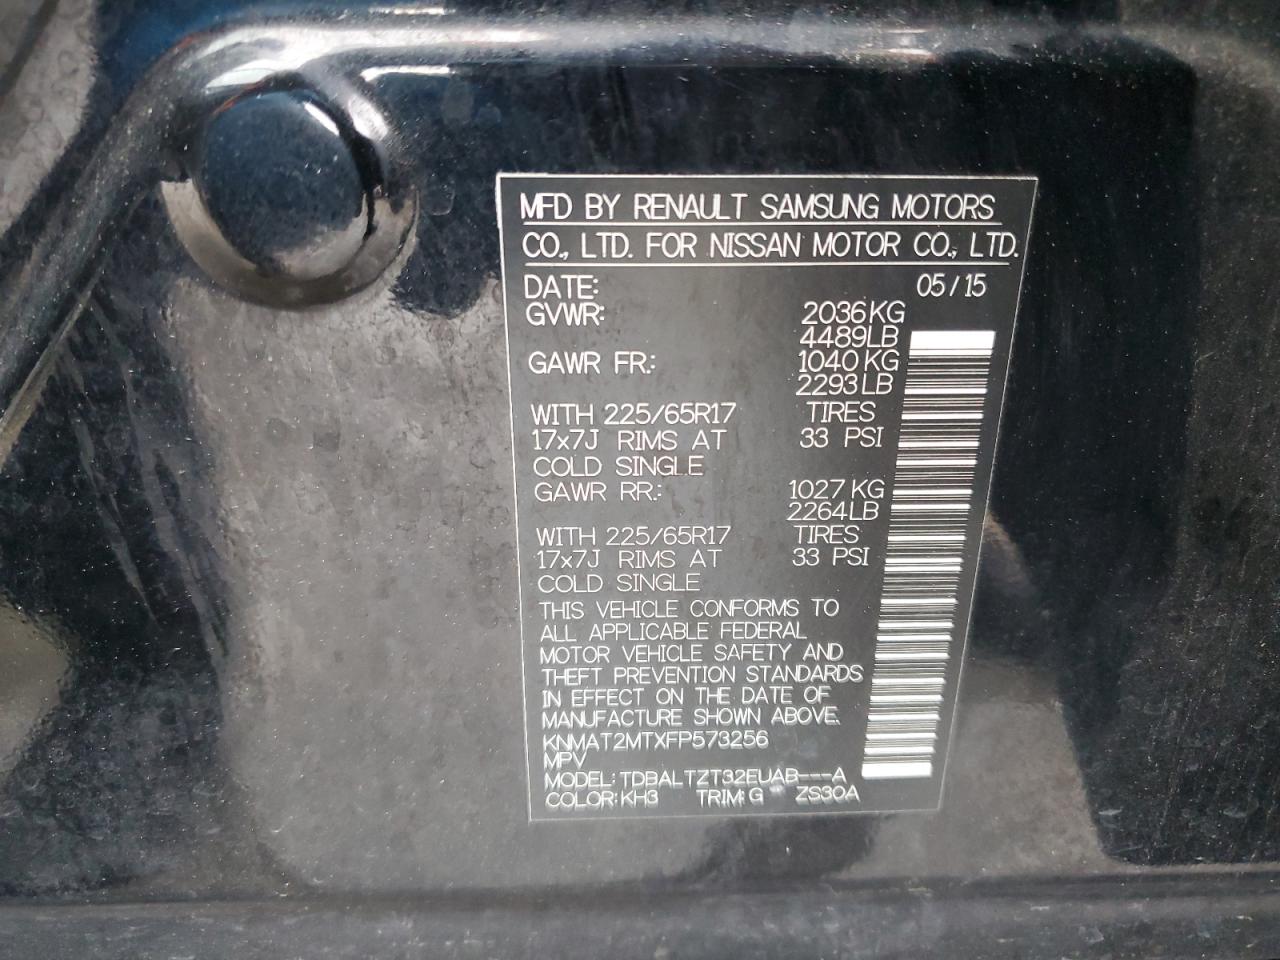 MFD BY RENAULT SAMSUNG MOTORS
CO., LTD. FOR NISSAN MOTOR CO., LTD.
DATE: 05/15
GVWR: 2036KG
4489LB
GAWR FR.: 1040KG
2293LB
WITH 225/65R17 TIRES
17x7J RIMS AT 33 PSI
COLD SINGLE
GAWR RR.: 1027KG
2264LB
WITH 225/65R17 TIRES
17x7J RIMS AT 33 PSI
COLD SINGLE
THIS VEHICLE CONFORMS TO
ALL APPLICABLE FEDERAL
MOTOR VEHICLE SAFETY AND
THEFT PREVENTION STANDARDS
IN EFFECT ON THE DATE OF
MANUFACTURE SHOWN ABOVE.
KNMAT2MTXFP573256
MPV
MODEL: TDBALTZT32EUAB---A
COLOR: KH3 TRIM: G ZS30A